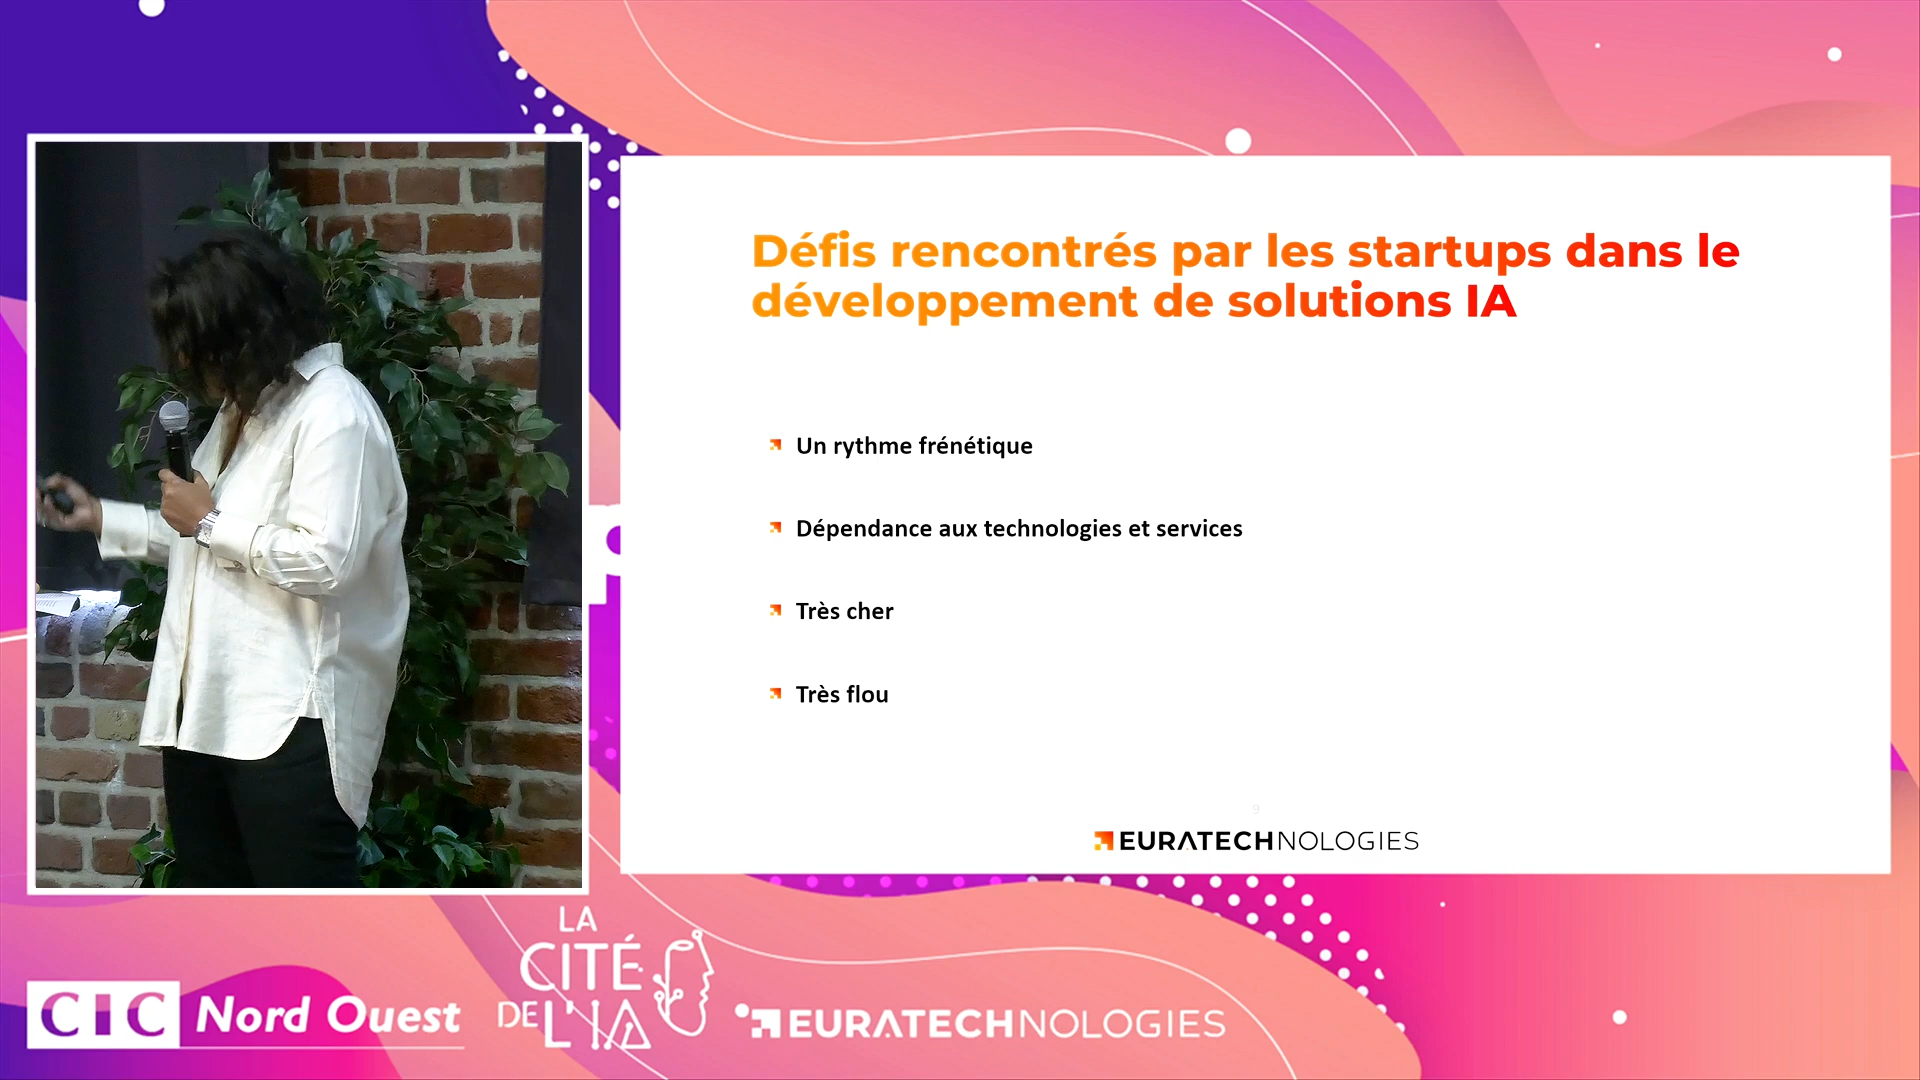 Défis rencontrés par les startups dans le
développement de solutions IA
Un rythme frénétique
Dépendance aux technologies et services
Très cher
Très flou
9
EURATECHNOLOGIES
LA
CITÉ
DE L'IA
CIC Nord Ouest
EURATECHNOLOGIES